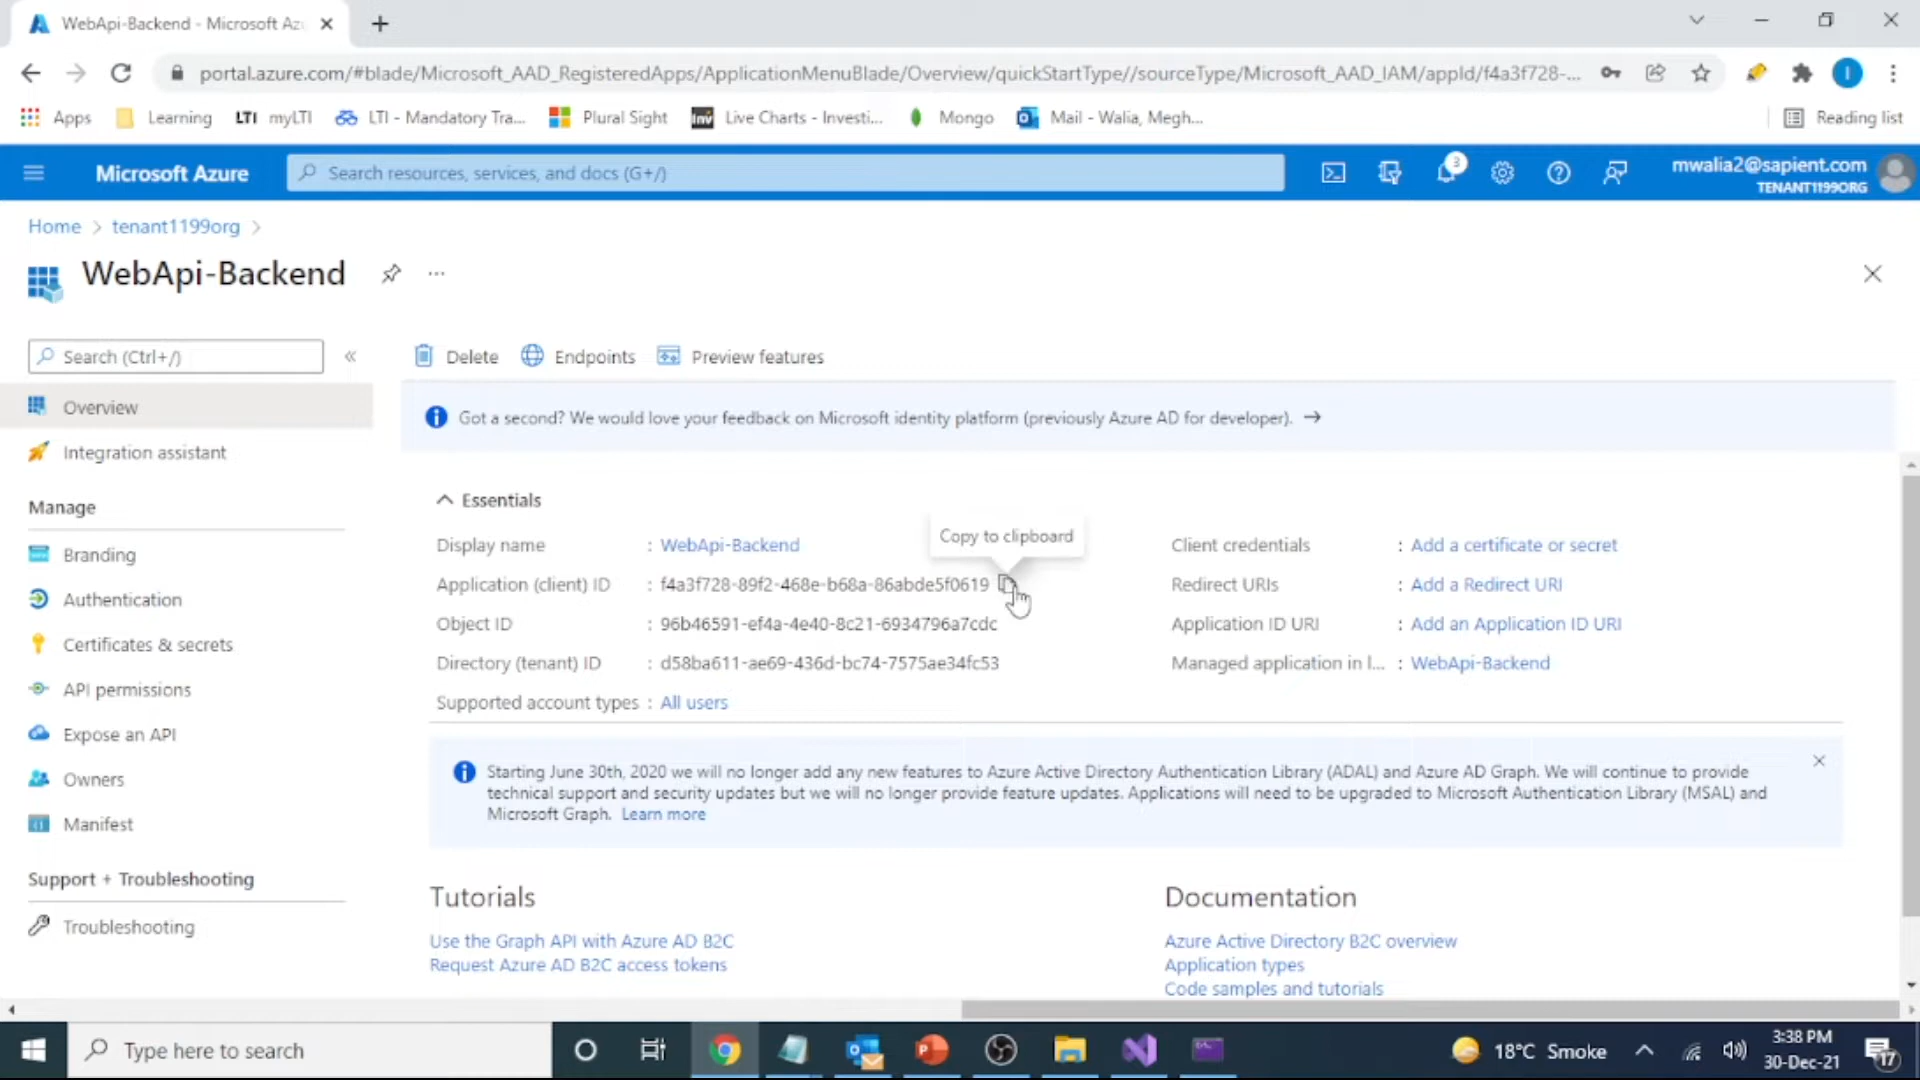 WebApi-Backend - Microsoft Az
portal.azure.com/#blade/Microsoft_AAD_RegisteredApps/ApplicationMenuBlade/Overview/quickStartType//sourceType/Microsoft_AAD_IAM/appId/f4a3f728-...
Apps Learning LTI myLTI LTI - Mandatory Tra... Plural Sight Inv Live Charts - Investi... Mongo Mail - Walia, Megh... Reading list
Microsoft Azure
Search resources, services, and docs (G+/)
3
mwalia2@sapient.com
TENANT1199ORG
Home > tenant1199org >
WebApi-Backend
Search (Ctrl+/)
Delete Endpoints Preview features
Overview
Got a second? We would love your feedback on Microsoft identity platform (previously Azure AD for developer). →
Integration assistant
Manage
Branding
Authentication
Certificates & secrets
API permissions
Expose an API
Owners
Manifest
Support + Troubleshooting
Troubleshooting
Essentials
Copy to clipboard
Display name : WebApi-Backend
Application (client) ID : f4a3f728-89f2-468e-b68a-86abde5f0619
Object ID : 96b46591-ef4a-4e40-8c21-6934796a7cdc
Directory (tenant) ID : d58ba611-ae69-436d-bc74-7575ae34fc53
Supported account types : All users
Client credentials : Add a certificate or secret
Redirect URIs : Add a Redirect URI
Application ID URI : Add an Application ID URI
Managed application in l... : WebApi-Backend
Starting June 30th, 2020 we will no longer add any new features to Azure Active Directory Authentication Library (ADAL) and Azure AD Graph. We will continue to provide
technical support and security updates but we will no longer provide feature updates. Applications will need to be upgraded to Microsoft Authentication Library (MSAL) and
Microsoft Graph. Learn more
Tutorials
Use the Graph API with Azure AD B2C
Request Azure AD B2C access tokens
Documentation
Azure Active Directory B2C overview
Application types
Code samples and tutorials
Type here to search
18°C Smoke
3:38 PM
30-Dec-21
17